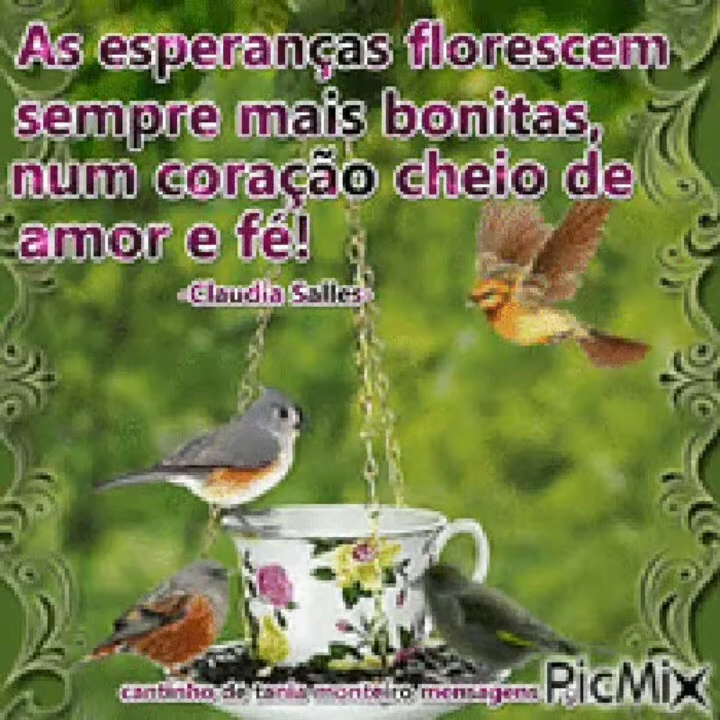 As esperanças florescem
sempre mais bonitas,
num coração cheio de
amor e fé!
-Claudia Salles-
cantinho de tania monteiro mensagens
PicMix